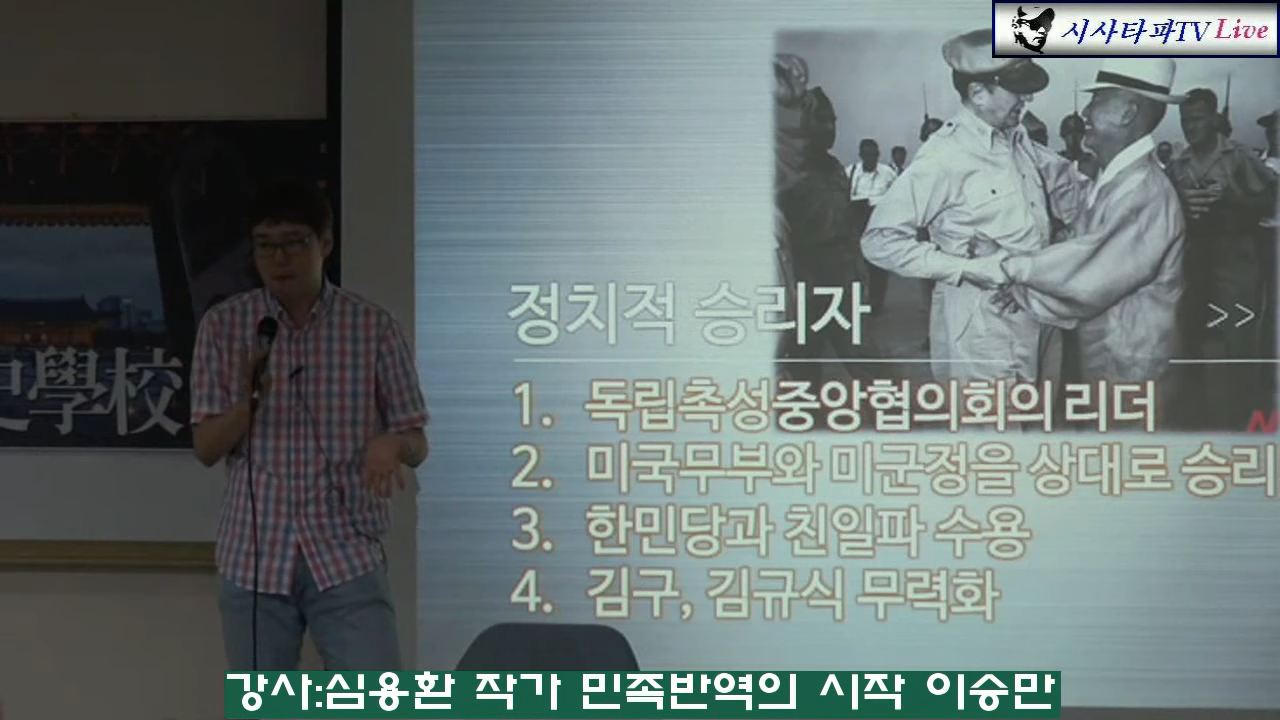 시사타파TV Live
정치적 승리자
>>
1. 독립촉성중앙협의회의 리더
2. 미국무부와 미군정을 상대로 승리
3. 한민당과 친일파 수용
4. 김구, 김규식 무력화
史學校
강사:심용환 작가 민족반역의 시작 이승만